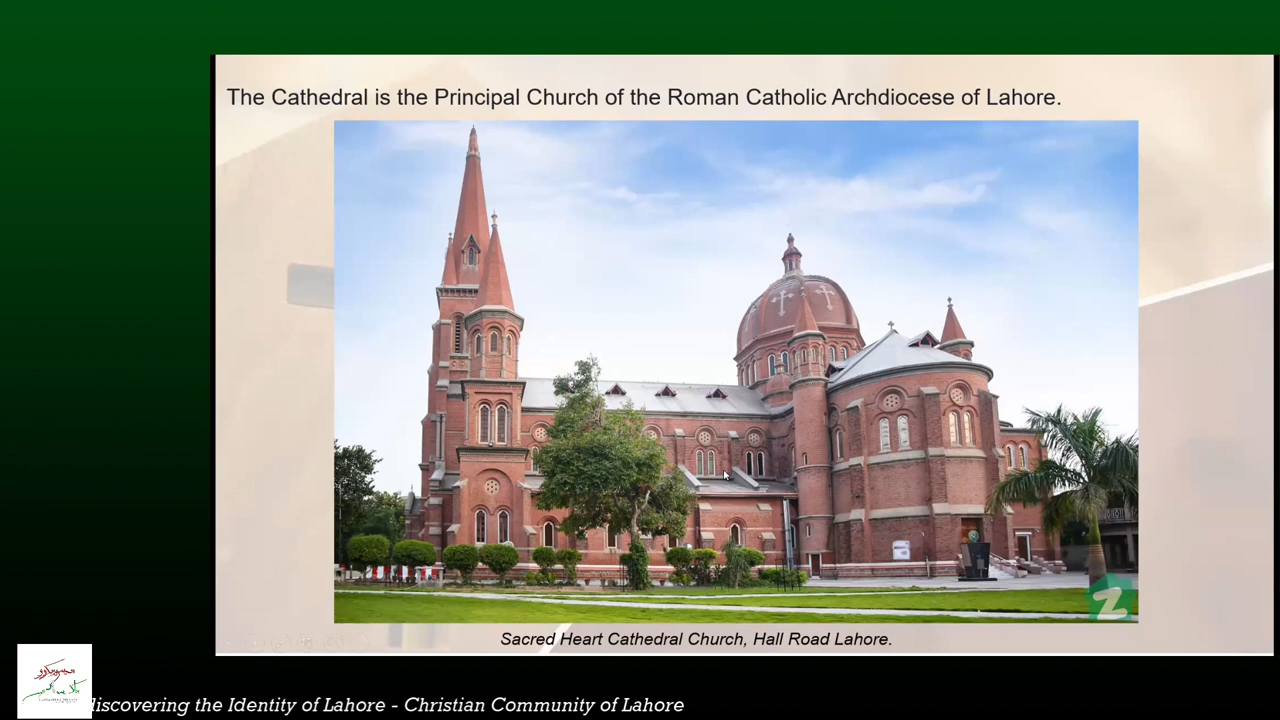 The Cathedral is the Principal Church of the Roman Catholic Archdiocese of Lahore.
Sacred Heart Cathedral Church, Hall Road Lahore.
discovering the Identity of Lahore - Christian Community of Lahore